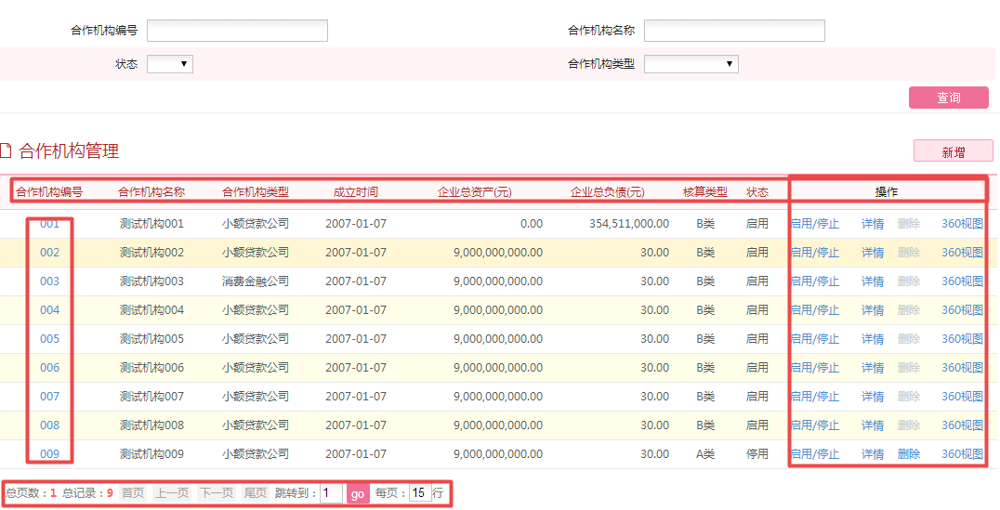 合作机构编号 合作机构名称
状态 合作机构类型
查询
合作机构管理 新增
合作机构编号 合作机构名称 合作机构类型 成立时间 企业总资产(元) 企业总负债(元) 核算类型 状态 操作
001 测试机构001 小额贷款公司 2007-01-07 0.00 354,511,000.00 B类 启用 启用/停止 详情 删除 360视图
002 测试机构002 小额贷款公司 2007-01-07 9,000,000,000.00 30.00 B类 启用 启用/停止 详情 删除 360视图
003 测试机构003 消费金融公司 2007-01-07 9,000,000,000.00 30.00 B类 启用 启用/停止 详情 删除 360视图
004 测试机构004 小额贷款公司 2007-01-07 9,000,000,000.00 30.00 B类 启用 启用/停止 详情 删除 360视图
005 测试机构005 小额贷款公司 2007-01-07 9,000,000,000.00 30.00 B类 启用 启用/停止 详情 删除 360视图
006 测试机构006 小额贷款公司 2007-01-07 9,000,000,000.00 30.00 B类 启用 启用/停止 详情 删除 360视图
007 测试机构007 小额贷款公司 2007-01-07 9,000,000,000.00 30.00 B类 启用 启用/停止 详情 删除 360视图
008 测试机构008 小额贷款公司 2007-01-07 9,000,000,000.00 30.00 B类 启用 启用/停止 详情 删除 360视图
009 测试机构009 小额贷款公司 2007-01-07 9,000,000,000.00 30.00 A类 停用 启用/停止 详情 删除 360视图
总页数：1 总记录：9 首页 上一页 下一页 尾页 跳转到：1 go 每页：15 行